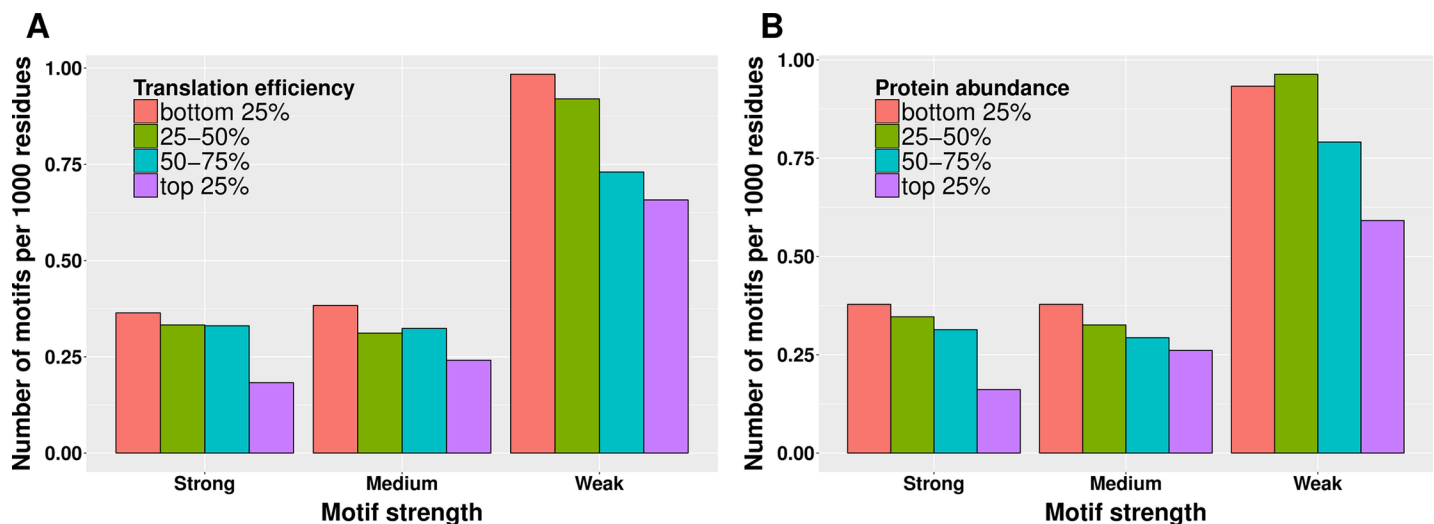 A
Number of motifs per 1000 residues
1.00
0.75
0.50
0.25
0.00
Translation efficiency
bottom 25%
25−50%
50−75%
top 25%
Strong
Medium
Weak
Motif strength
B
Number of motifs per 1000 residues
1.00
0.75
0.50
0.25
0.00
Protein abundance
bottom 25%
25−50%
50−75%
top 25%
Strong
Medium
Weak
Motif strength